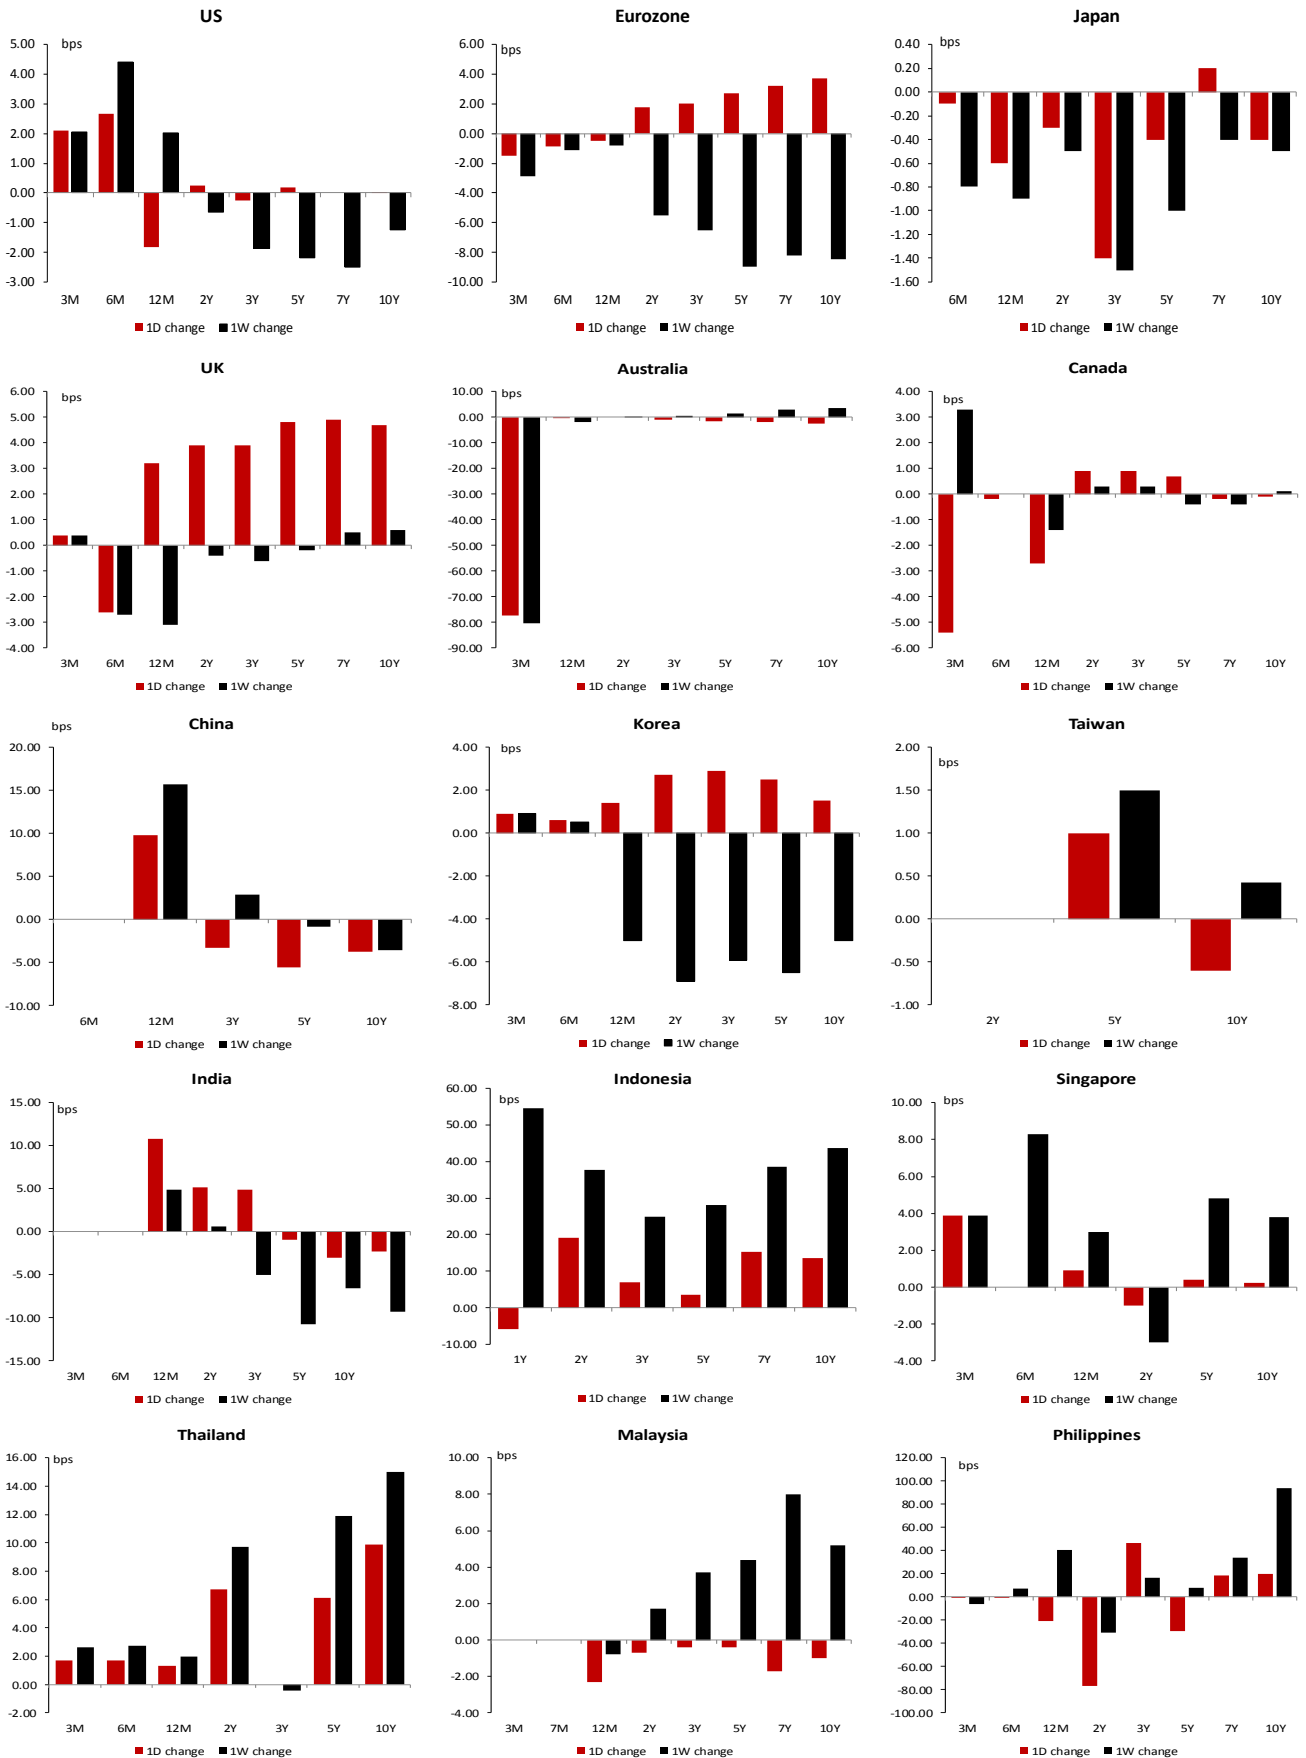 US
bps
5.00
4.00
3.00
2.00
1.00
0.00
-1.00
-2.00
-3.00
3M 6M 12M 2Y 3Y 5Y 7Y 10Y
1D change 1W change
Eurozone
bps
6.00
4.00
2.00
0.00
-2.00
-4.00
-6.00
-8.00
-10.00
3M 6M 12M 2Y 3Y 5Y 7Y 10Y
1D change 1W change
Japan
bps
0.40
0.20
0.00
-0.20
-0.40
-0.60
-0.80
-1.00
-1.20
-1.40
-1.60
6M 12M 2Y 3Y 5Y 7Y 10Y
1D change 1W change
UK
bps
6.00
5.00
4.00
3.00
2.00
1.00
0.00
-1.00
-2.00
-3.00
-4.00
3M 6M 12M 2Y 3Y 5Y 7Y 10Y
1D change 1W change
Australia
bps
10.00
0.00
-10.00
-20.00
-30.00
-40.00
-50.00
-60.00
-70.00
-80.00
-90.00
3M 12M 2Y 3Y 5Y 7Y 10Y
1D change 1W change
Canada
bps
4.00
3.00
2.00
1.00
0.00
-1.00
-2.00
-3.00
-4.00
-5.00
-6.00
3M 6M 12M 2Y 3Y 5Y 7Y 10Y
1D change 1W change
China
bps
20.00
15.00
10.00
5.00
0.00
-5.00
-10.00
6M 12M 3Y 5Y 10Y
1D change 1W change
Korea
bps
4.00
2.00
0.00
-2.00
-4.00
-6.00
-8.00
3M 6M 12M 2Y 3Y 5Y 10Y
1D change 1W change
Taiwan
bps
2.00
1.50
1.00
0.50
0.00
-0.50
-1.00
2Y 5Y 10Y
1D change 1W change
India
bps
15.00
10.00
5.00
0.00
-5.00
-10.00
-15.00
3M 6M 12M 2Y 3Y 5Y 10Y
1D change 1W change
Indonesia
bps
60.00
50.00
40.00
30.00
20.00
10.00
0.00
-10.00
1Y 2Y 3Y 5Y 7Y 10Y
1D change 1W change
Singapore
bps
10.00
8.00
6.00
4.00
2.00
0.00
-2.00
-4.00
3M 6M 12M 2Y 5Y 10Y
1D change 1W change
Thailand
bps
16.00
14.00
12.00
10.00
8.00
6.00
4.00
2.00
0.00
-2.00
3M 6M 12M 2Y 3Y 5Y 10Y
1D change 1W change
Malaysia
bps
10.00
8.00
6.00
4.00
2.00
0.00
-2.00
-4.00
3M 7M 12M 2Y 3Y 5Y 7Y 10Y
1D change 1W change
Philippines
bps
120.00
100.00
80.00
60.00
40.00
20.00
0.00
-20.00
-40.00
-60.00
-80.00
-100.00
3M 6M 12M 2Y 3Y 5Y 7Y 10Y
1D change 1W change